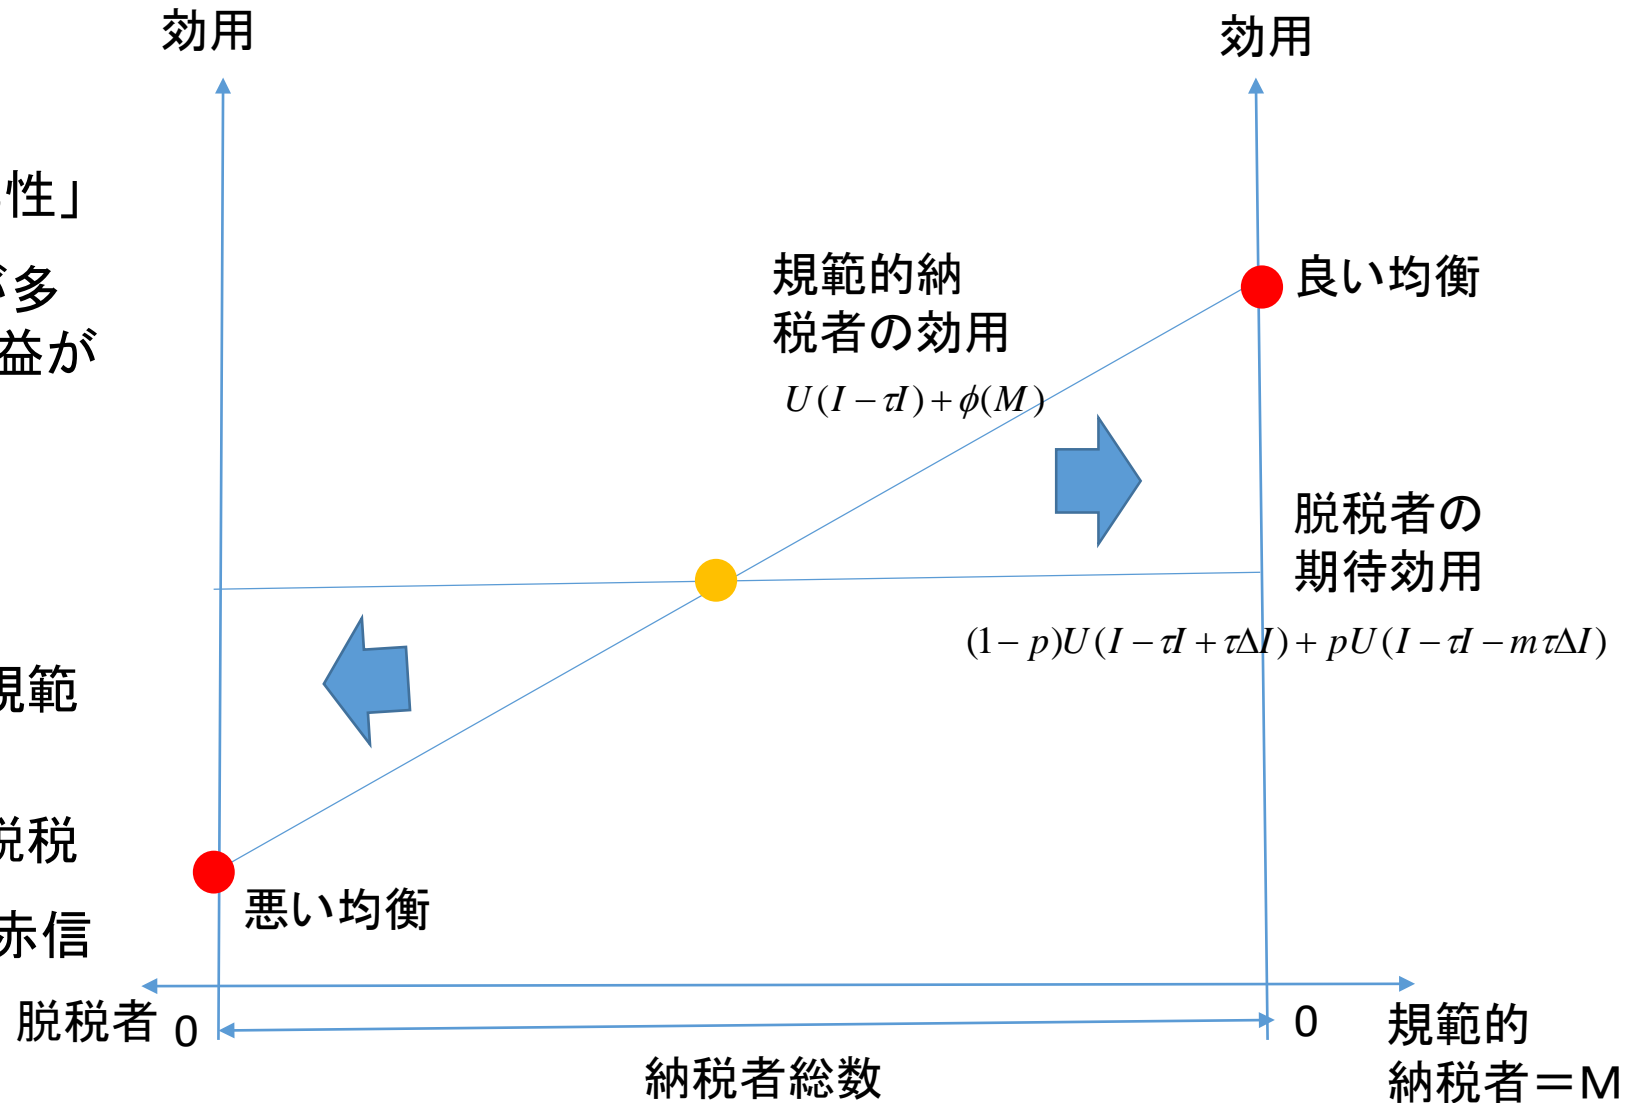 効用
効用
性」
が多
益が
規範的納
税者の効用
U(I − τI) + ϕ(M)
良い均衡
脱税者の
期待効用
(1− p)U(I − τI + τΔI) + pU(I − τI − mτΔI)
規範
脱税
赤信
悪い均衡
脱税者
0
0
規範的
納税者＝M
納税者総数